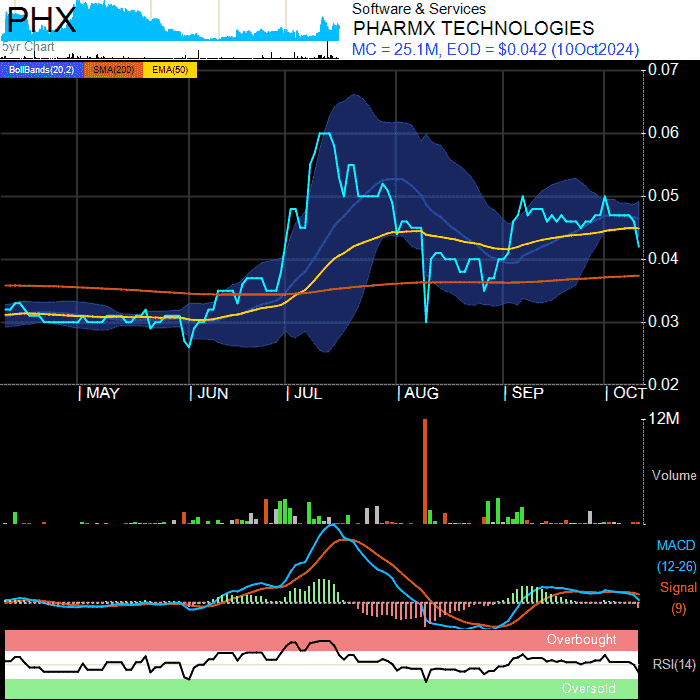 PHX
5yr Chart
Software & Services
PHARMX TECHNOLOGIES
MC = 25.1M, EOD = $0.042 (10Oct2024)
BollBands(20,2) SMA(200) EMA(50)
0.07
0.06
0.05
0.04
0.03
0.02
| MAY | JUN | JUL | AUG | SEP | OCT
12M
Volume
MACD
(12-26)
Signal
(9)
Overbought
RSI(14)
Oversold